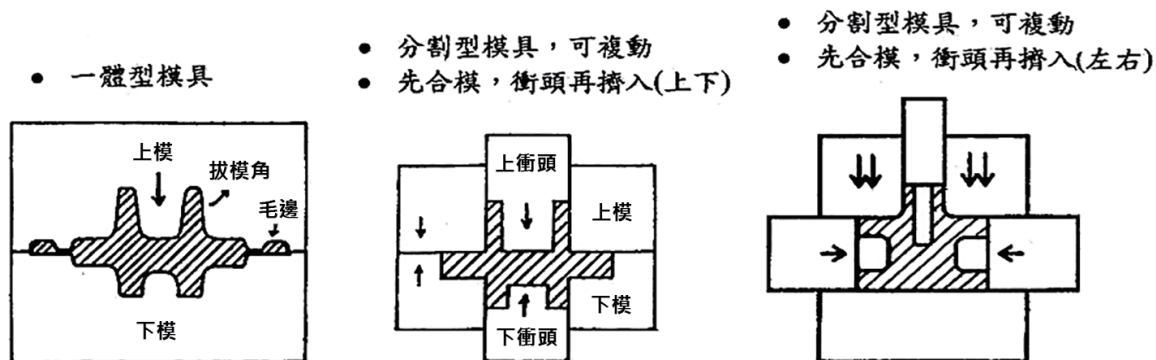 • 一體型模具
上模
拔模角
毛邊
下模
• 分割型模具，可複動
• 先合模，衝頭再擠入(上下)
上衝頭
上模
下模
下衝頭
• 分割型模具，可複動
• 先合模，衝頭再擠入(左右)